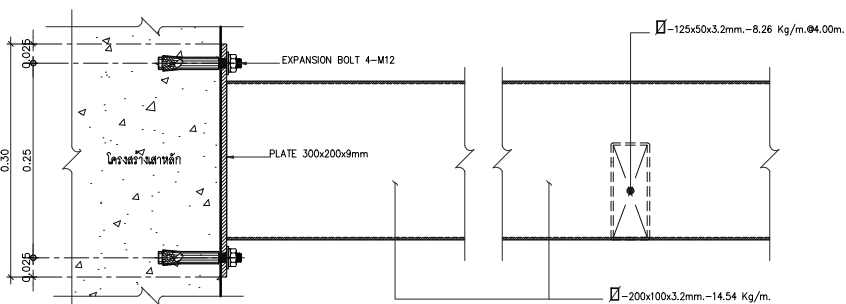 -125x50x3.2mm.-8.26 Kg/m.@4.00m.
0.025
EXPANSION BOLT 4-M12
0.30
0.25
โครงสร้างเสาหลัก
PLATE 300x200x9mm
0.025
-200x100x3.2mm.-14.54 Kg/m.